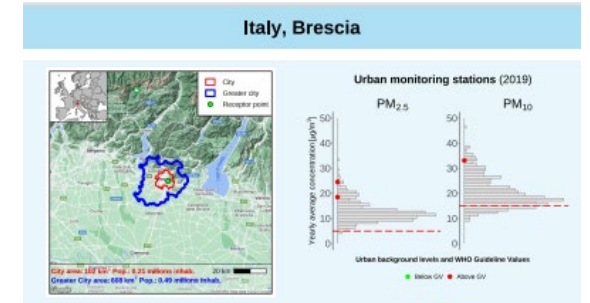 Italy, Brescia
City
Greater city
Receptor point
City area: 102 km² Pop.: 0.21 millions inhab.
20 km
Greater City area: 608 km² Pop.: 0.49 millions inhab.
Urban monitoring stations (2019)
PM2.5
PM10
Yearly average concentration [µg/m³]
50
40
30
20
10
0
50
40
30
20
10
0
Urban background levels and WHO Guideline Values
Below GV
Above GV